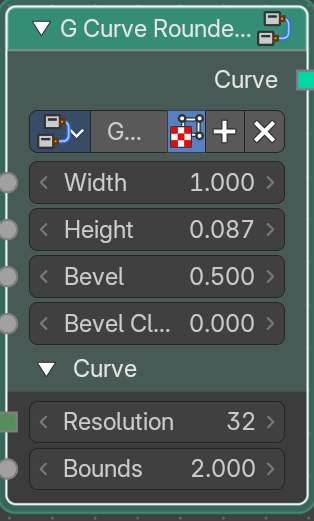 G Curve Rounde...
Curve
G...
Width 1.000
Height 0.087
Bevel 0.500
Bevel Cl... 0.000
Curve
Resolution 32
Bounds 2.000